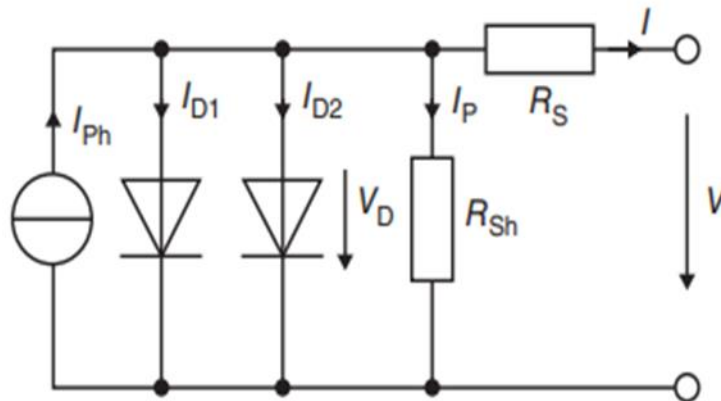 I
I_D1
I_D2
I_P
R_S
I_Ph
V_D
R_Sh
V